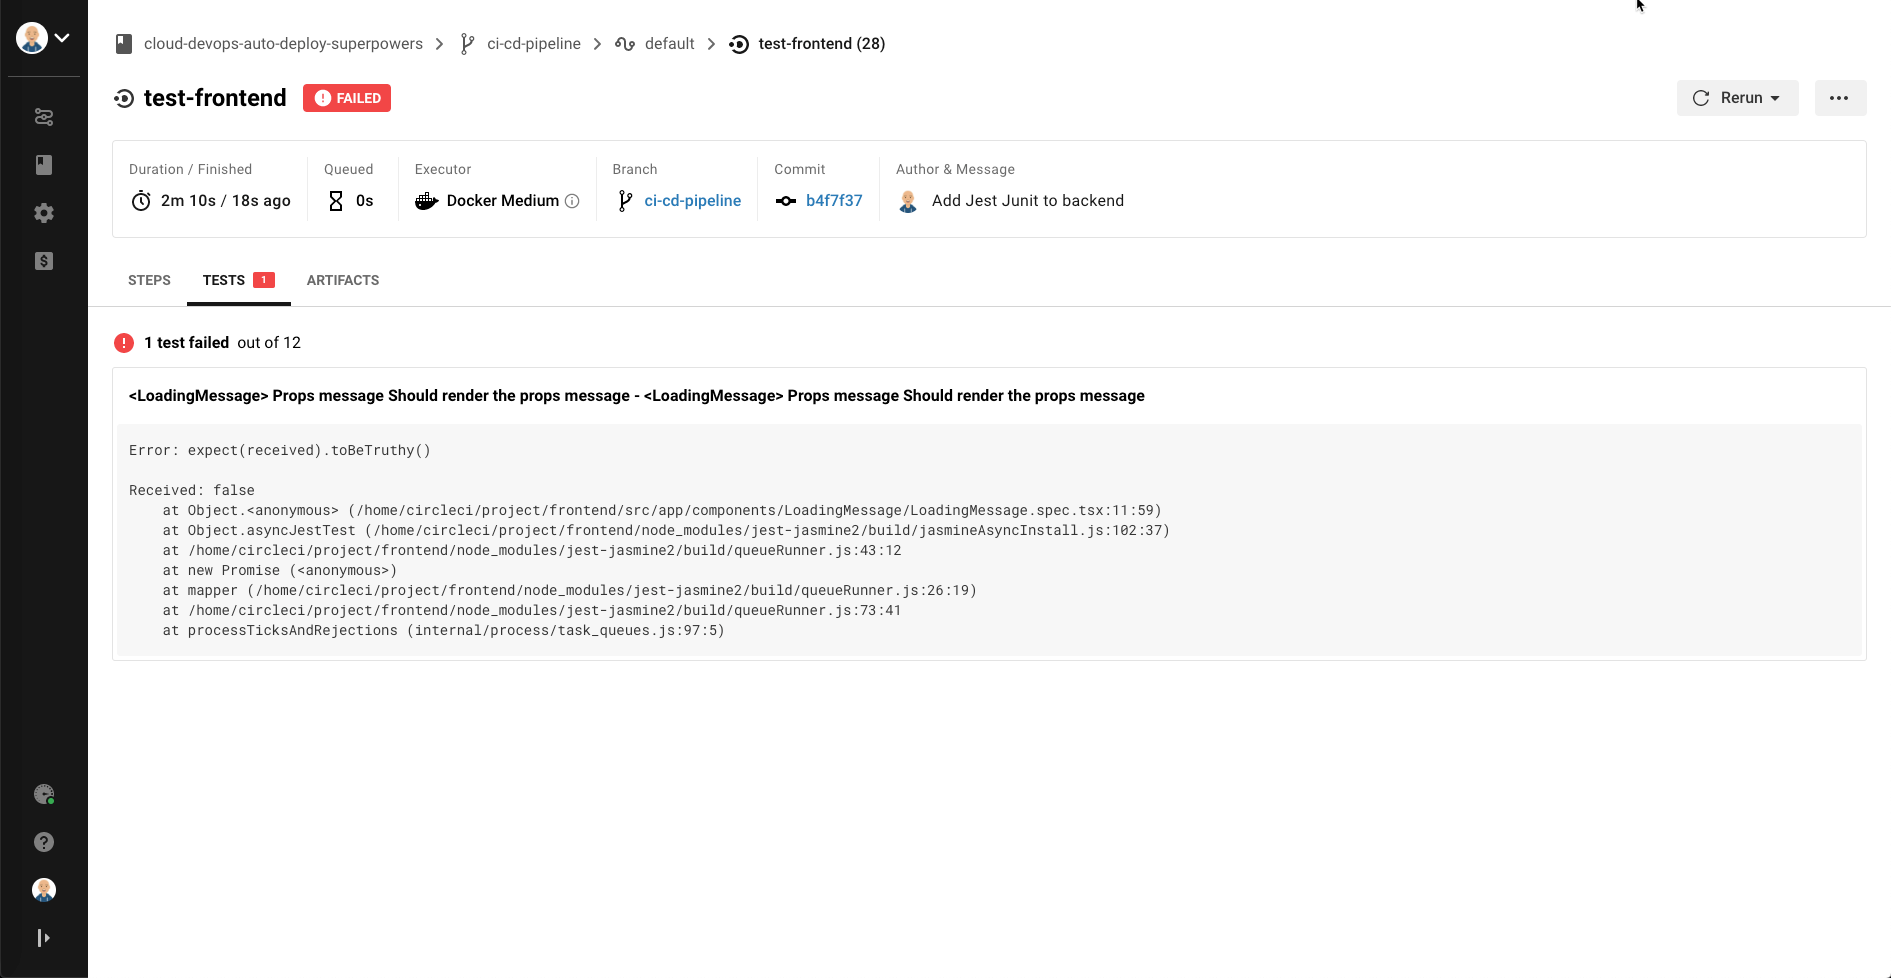 cloud-devops-auto-deploy-superpowers ci-cd-pipeline default test-frontend (28)
test-frontend ! FAILED Rerun
Duration / Finished Queued Executor Branch Commit Author & Message
2m 10s / 18s ago 0s Docker Medium ci-cd-pipeline b4f7f37 Add Jest Junit to backend
STEPS TESTS 1 ARTIFACTS
! 1 test failed out of 12
<LoadingMessage> Props message Should render the props message - <LoadingMessage> Props message Should render the props message
Error: expect(received).toBeTruthy()
Received: false
at Object.<anonymous> (/home/circleci/project/frontend/src/app/components/LoadingMessage/LoadingMessage.spec.tsx:11:59)
at Object.asyncJestTest (/home/circleci/project/frontend/node_modules/jest-jasmine2/build/jasmineAsyncInstall.js:102:37)
at /home/circleci/project/frontend/node_modules/jest-jasmine2/build/queueRunner.js:43:12
at new Promise (<anonymous>)
at mapper (/home/circleci/project/frontend/node_modules/jest-jasmine2/build/queueRunner.js:26:19)
at /home/circleci/project/frontend/node_modules/jest-jasmine2/build/queueRunner.js:73:41
at processTicksAndRejections (internal/process/task_queues.js:97:5)